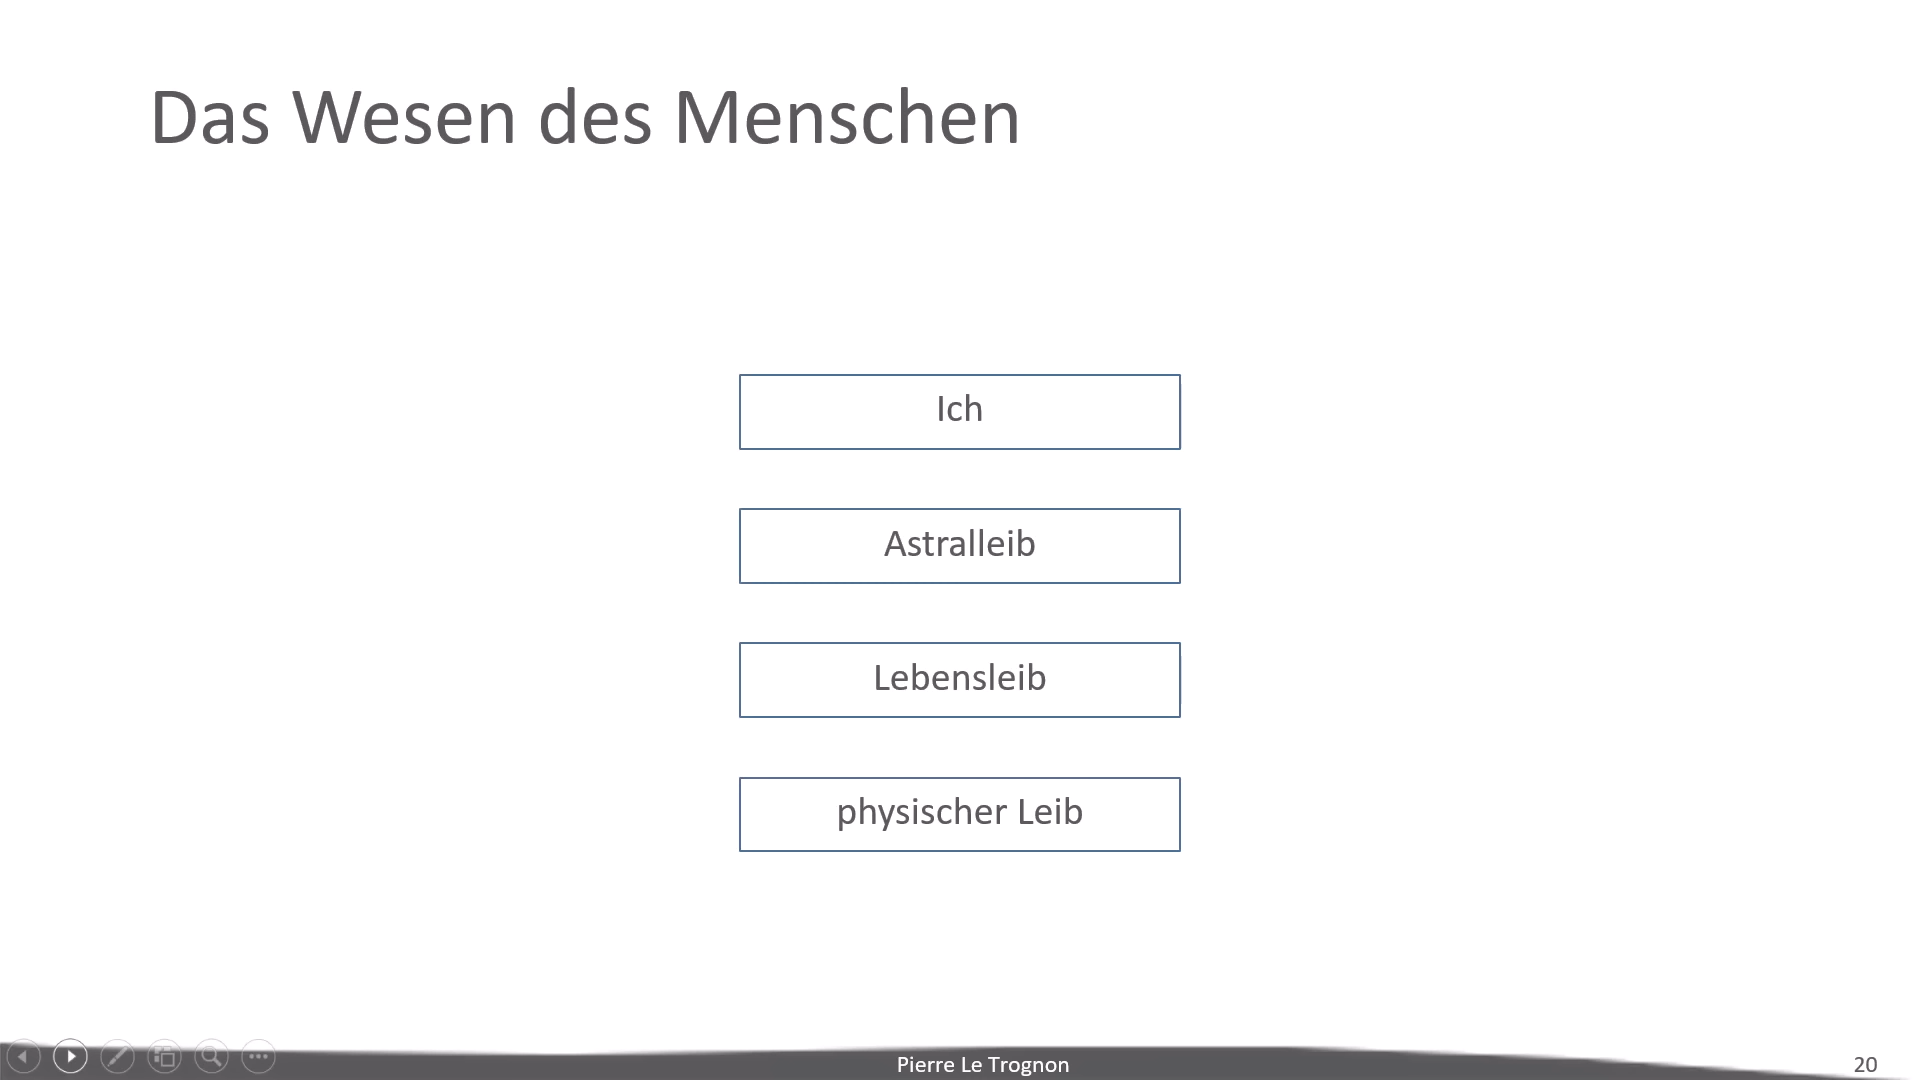 Das Wesen des Menschen
Ich
Astralleib
Lebensleib
physischer Leib
Pierre Le Trognon
20